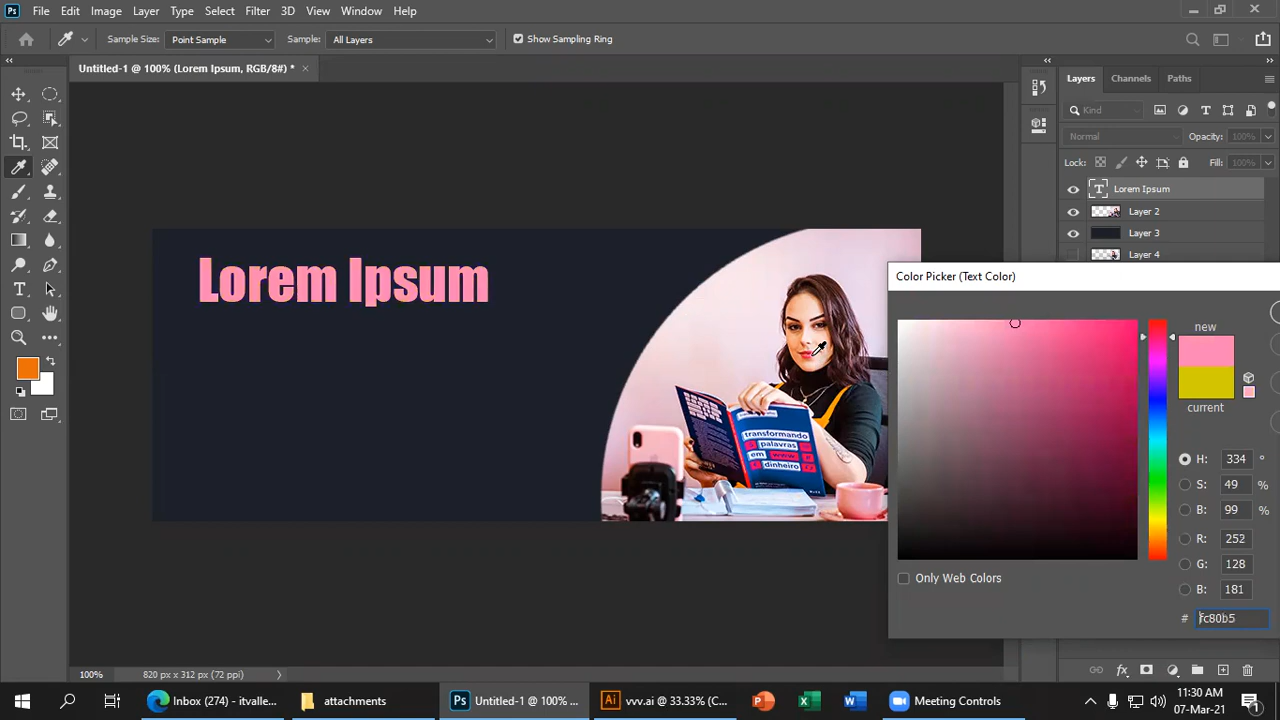 Ps File Edit Image Layer Type Select Filter 3D View Window Help
Sample Size: Point Sample Sample: All Layers Show Sampling Ring
Untitled-1 @ 100% (Lorem Ipsum, RGB/8#) * ×
Layers Channels Paths
Kind
Normal Opacity: 100%
Lock: Fill: 100%
T Lorem Ipsum
Layer 2
Layer 3
Layer 4
Lorem Ipsum
transformando
palavras
em www
dinheiro
Color Picker (Text Color)
new
current
H: 334 °
S: 49 %
B: 99 %
R: 252
G: 128
B: 181
Only Web Colors
# fc80b5
100% 820 px x 312 px (72 ppi)
Inbox (274) - itvalle...
attachments
Ps Untitled-1 @ 100% ...
Ai vvv.ai @ 33.33% (C...
Meeting Controls
11:30 AM
07-Mar-21